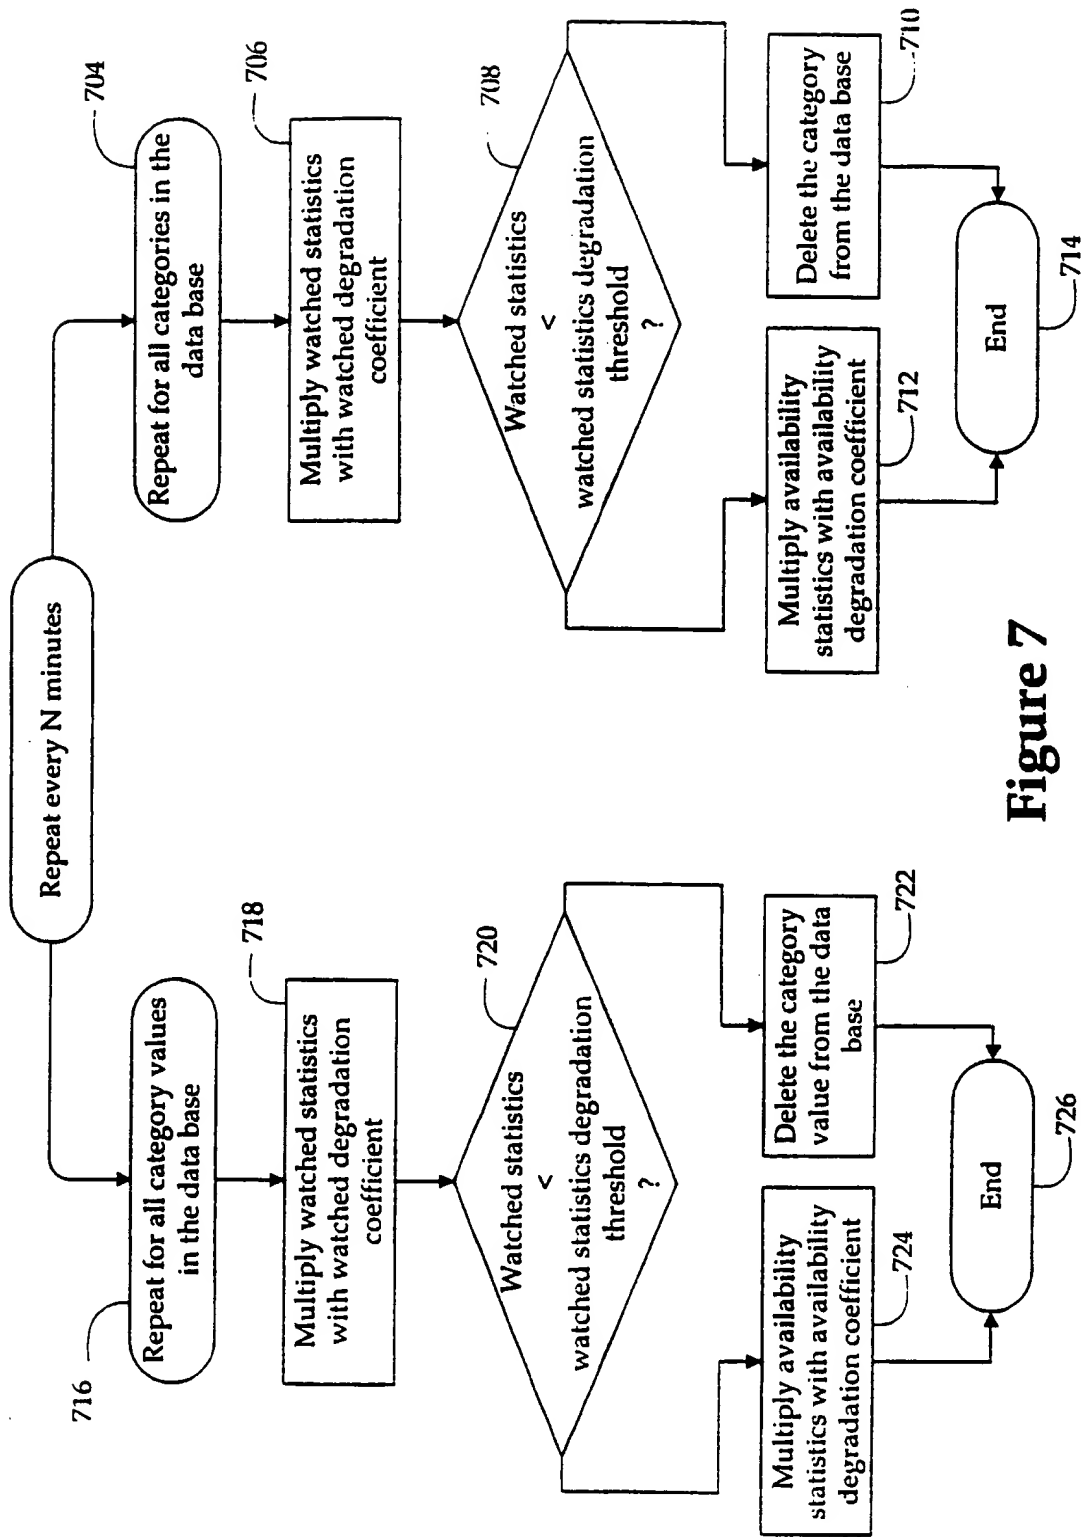 Repeat every N minutes
716
Repeat for all category values
in the data base
718
Multiply watched statistics
with watched degradation
coefficient
720
Watched statistics
<
watched statistics degradation
threshold
?
Multiply availability
statistics with availability
degradation coefficient
724
Delete the category
value from the data
base
722
End
726
704
Repeat for all categories in the
data base
706
Multiply watched statistics
with watched degradation
coefficient
708
Watched statistics
<
watched statistics degradation
threshold
?
Multiply availability
statistics with availability
degradation coefficient
712
Delete the category
from the data base
710
End
714
Figure 7